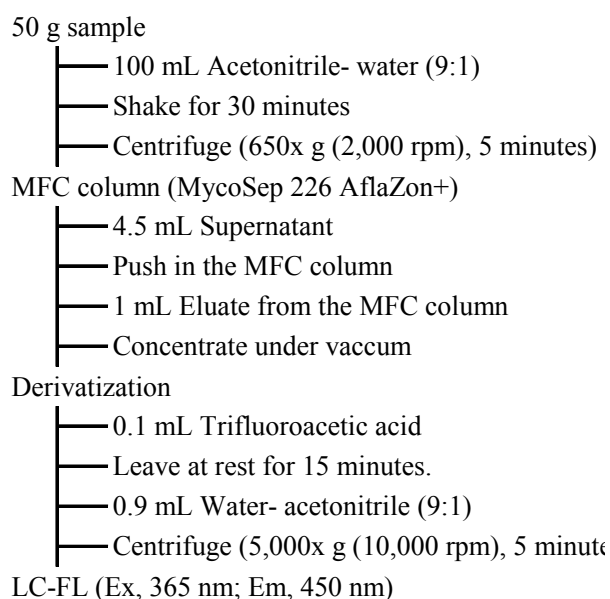 50 g sample
100 mL Acetonitrile- water (9:1)
Shake for 30 minutes
Centrifuge (650x g (2,000 rpm), 5 minutes)
MFC column (MycoSep 226 AflaZon+)
4.5 mL Supernatant
Push in the MFC column
1 mL Eluate from the MFC column
Concentrate under vaccum
Derivatization
0.1 mL Trifluoroacetic acid
Leave at rest for 15 minutes.
0.9 mL Water- acetonitrile (9:1)
Centrifuge (5,000x g (10,000 rpm), 5 minute
LC-FL (Ex, 365 nm; Em, 450 nm)